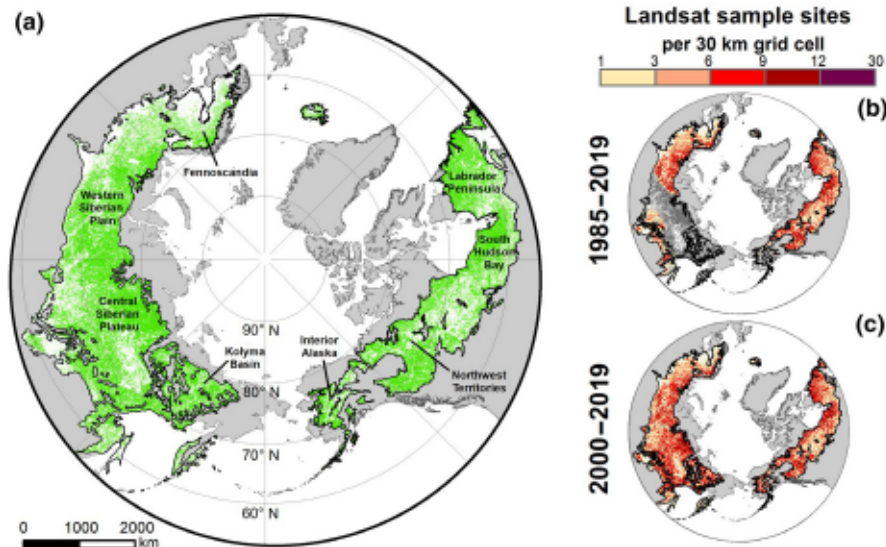 (a)
Fennoscandia
Western
Siberian
Plain
Central
Siberian
Plateau
Kolyma
Basin
Interior
Alaska
Northwest
Territories
South
Hudson
Bay
Labrador
Peninsula
90° N
80° N
70° N
60° N
0 1000 2000
km
Landsat sample sites
per 30 km grid cell
1 3 6 9 12 30
(b)
1985–2019
(c)
2000–2019